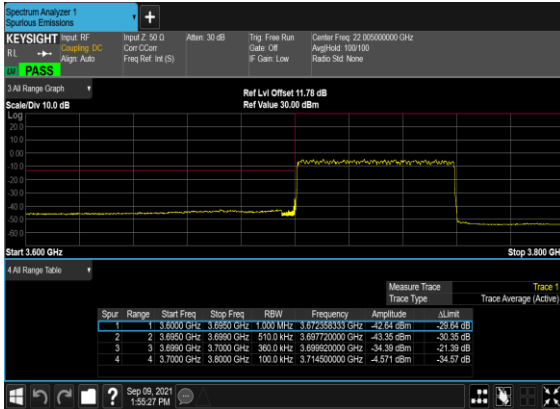 Spectrum Analyzer 1
Spurious Emissions
+
KEYSIGHT Input: RF Input Z: 50 Ω Atten: 30 dB Trig: Free Run Center Freq: 22.005000000 GHz
RL Coupling: DC Corr CCorr Gate: Off Avg|Hold: 100/100
Align: Auto Freq Ref: Int (S) IF Gain: Low Radio Std: None
PASS
3 All Range Graph
Ref Lvl Offset 11.78 dB
Scale/Div 10.0 dB Ref Value 30.00 dBm
Log
20.0
10.0
0.00
-10.0
-20.0
-30.0
-40.0
-50.0
-60.0
Start 3.600 GHz Stop 3.800 GH
4 All Range Table
Measure Trace Trace 1
Trace Type Trace Average (Active)
Spur Range Start Freq Stop Freq RBW Frequency Amplitude ΔLimit
1 1 3.6000 GHz 3.6950 GHz 1.000 MHz 3.672358333 GHz -42.64 dBm -29.64 dB
2 2 3.6950 GHz 3.6990 GHz 510.0 kHz 3.697720000 GHz -43.35 dBm -30.35 dB
3 3 3.6990 GHz 3.7000 GHz 360.0 kHz 3.699920000 GHz -34.39 dBm -21.39 dB
4 4 3.7000 GHz 3.8000 GHz 100.0 kHz 3.714500000 GHz -4.571 dBm -34.57 dB
?
Sep 09, 2021
1:55:27 PM